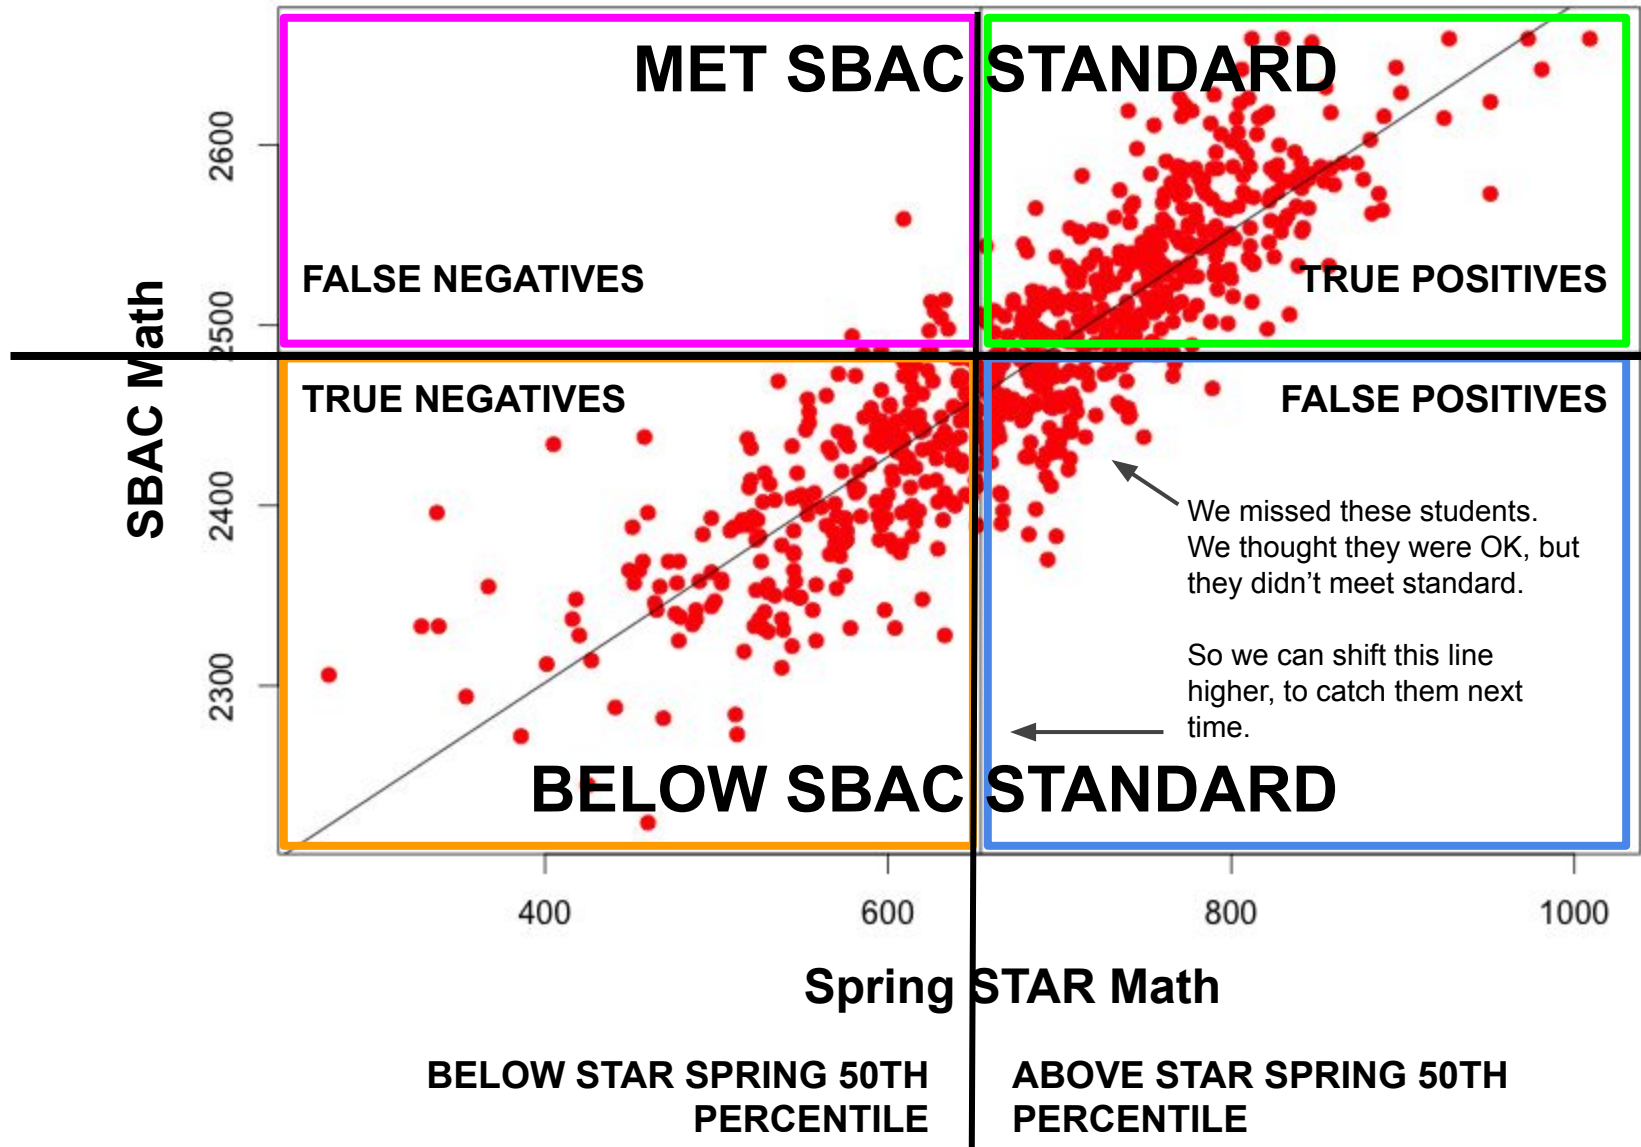 MET SBAC STANDARD
FALSE NEGATIVES
TRUE POSITIVES
TRUE NEGATIVES
FALSE POSITIVES
We missed these students.
We thought they were OK, but
they didn't meet standard.
So we can shift this line
higher, to catch them next
time.
BELOW SBAC STANDARD
SBAC Math
2600
2500
2400
2300
400
600
800
1000
Spring STAR Math
BELOW STAR SPRING 50TH
PERCENTILE
ABOVE STAR SPRING 50TH
PERCENTILE